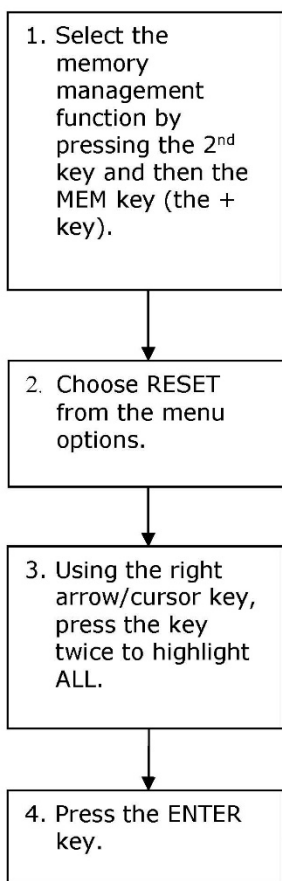 1. Select the
memory
management
function by
pressing the 2nd
key and then the
MEM key (the +
key).
2. Choose RESET
from the menu
options.
3. Using the right
arrow/cursor key,
press the key
twice to highlight
ALL.
4. Press the ENTER
key.